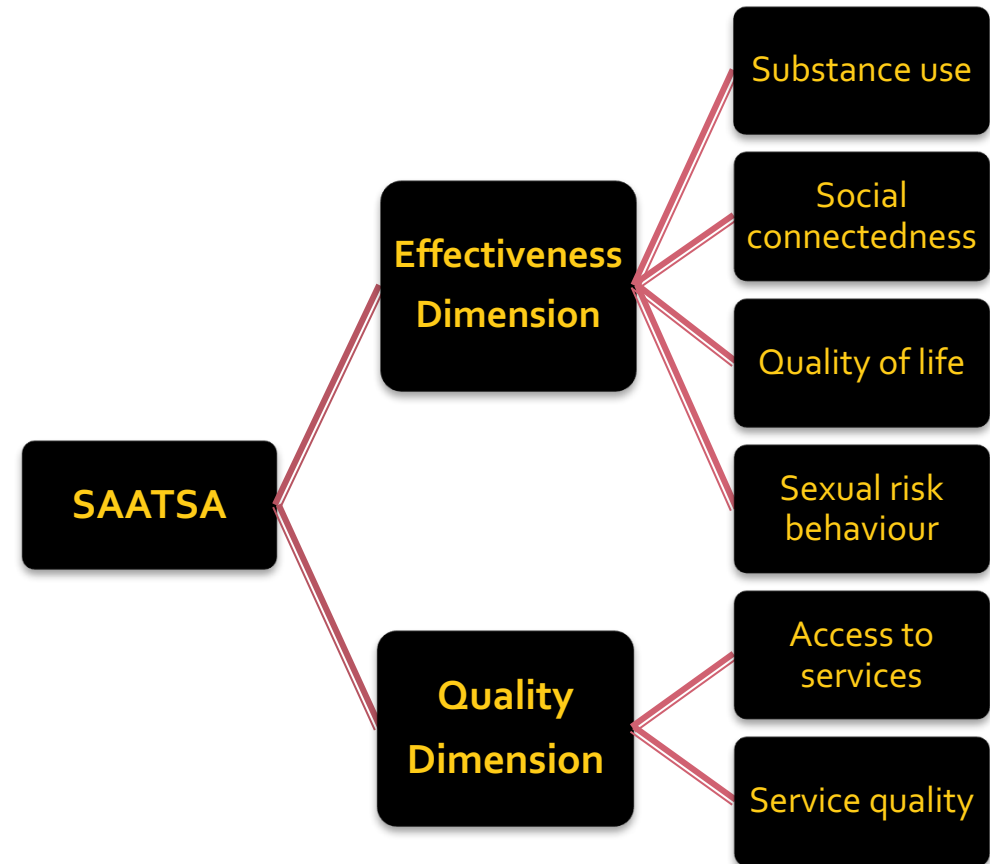 SAATSA
Effectiveness
Dimension
Substance use
Social
connectedness
Quality of life
Sexual risk
behaviour
Quality
Dimension
Access to
services
Service quality